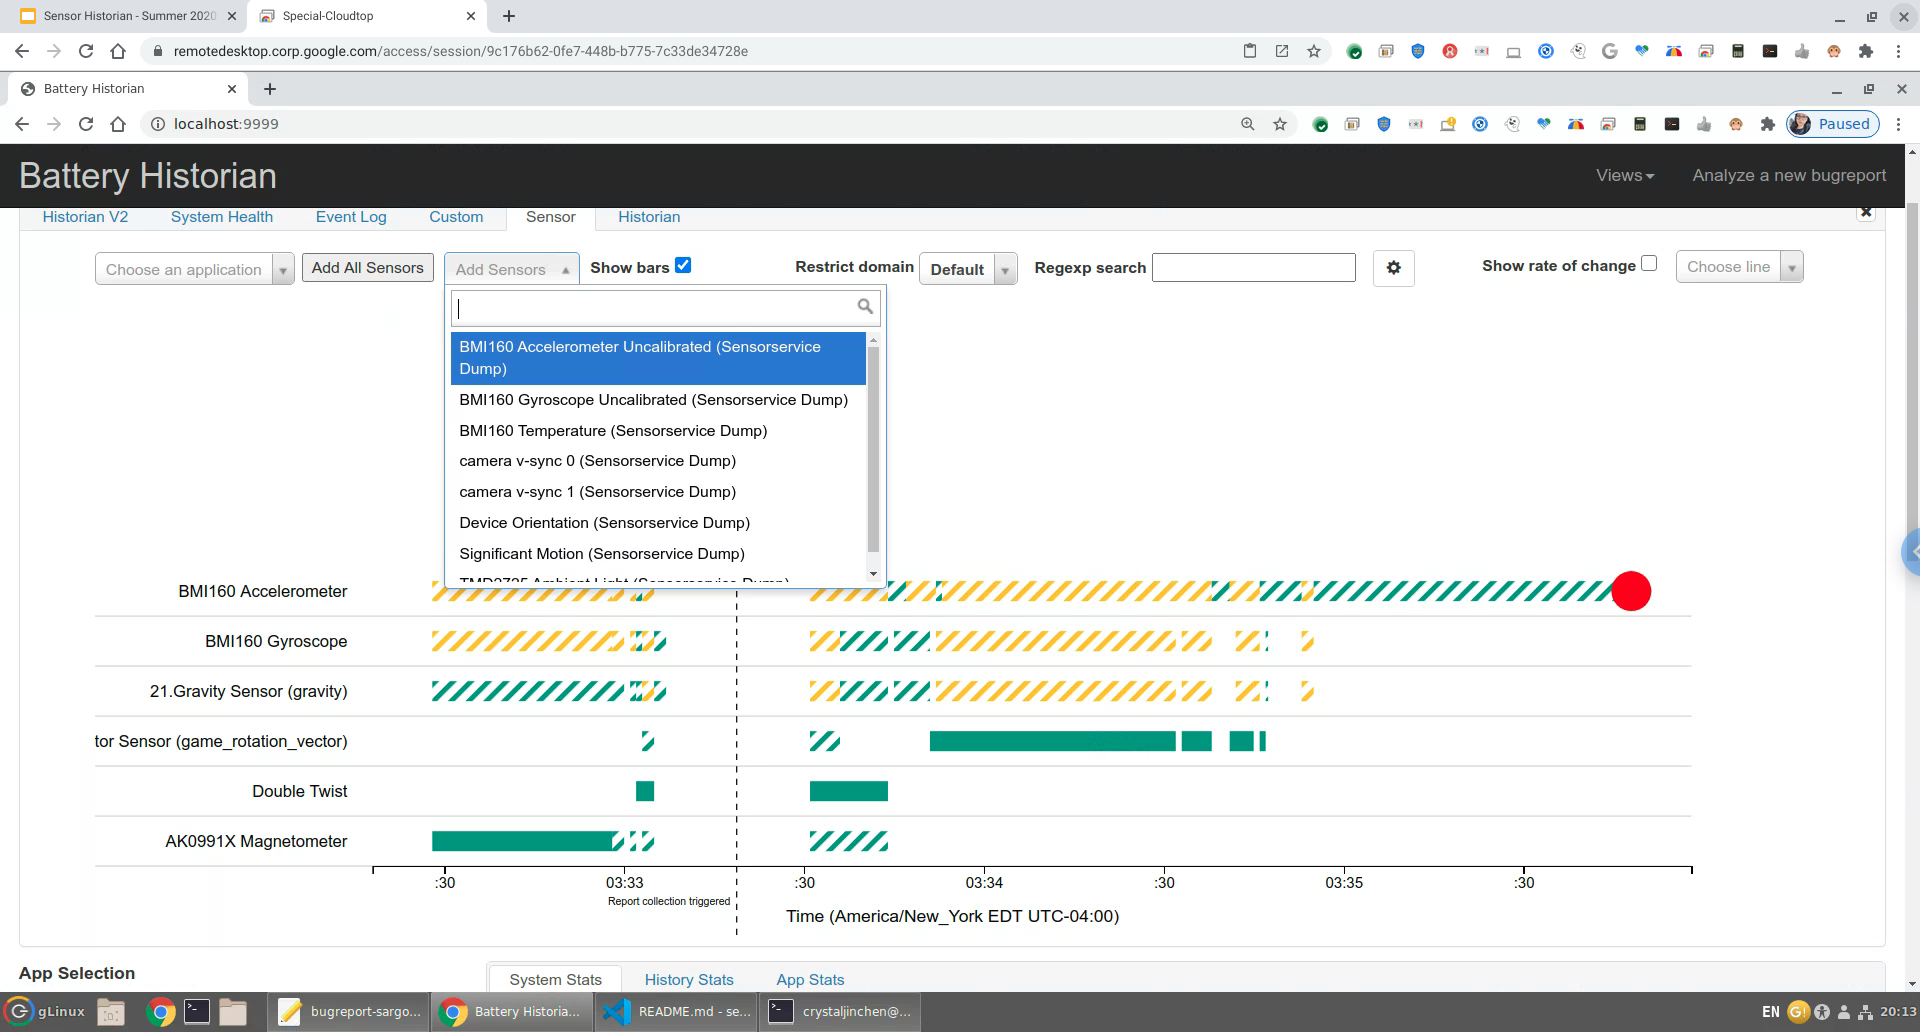 Sensor Historian - Summer 2020
Special-Cloudtop
remotedesktop.corp.google.com/access/session/9c176b62-0fe7-448b-b775-7c33de34728e
Battery Historian
localhost:9999
Paused
Battery Historian
Views
Analyze a new bugreport
Historian V2
System Health
Event Log
Custom
Sensor
Historian
Choose an application
Add All Sensors
Add Sensors
Show bars
Restrict domain
Default
Regexp search
Show rate of change
Choose line
BMI160 Accelerometer Uncalibrated (Sensorservice
Dump)
BMI160 Gyroscope Uncalibrated (Sensorservice Dump)
BMI160 Temperature (Sensorservice Dump)
camera v-sync 0 (Sensorservice Dump)
camera v-sync 1 (Sensorservice Dump)
Device Orientation (Sensorservice Dump)
Significant Motion (Sensorservice Dump)
Ambient Light (Sensorservice Dump)
BMI160 Accelerometer
BMI160 Gyroscope
21.Gravity Sensor (gravity)
tor Sensor (game_rotation_vector)
Double Twist
AK0991X Magnetometer
:30
03:33
:30
03:34
:30
03:35
:30
Report collection triggered
Time (America/New_York EDT UTC-04:00)
App Selection
System Stats
History Stats
App Stats
gLinux
bugreport-sargo...
Battery Historia...
README.md - se...
crystaljinchen@...
EN
G!
20:13